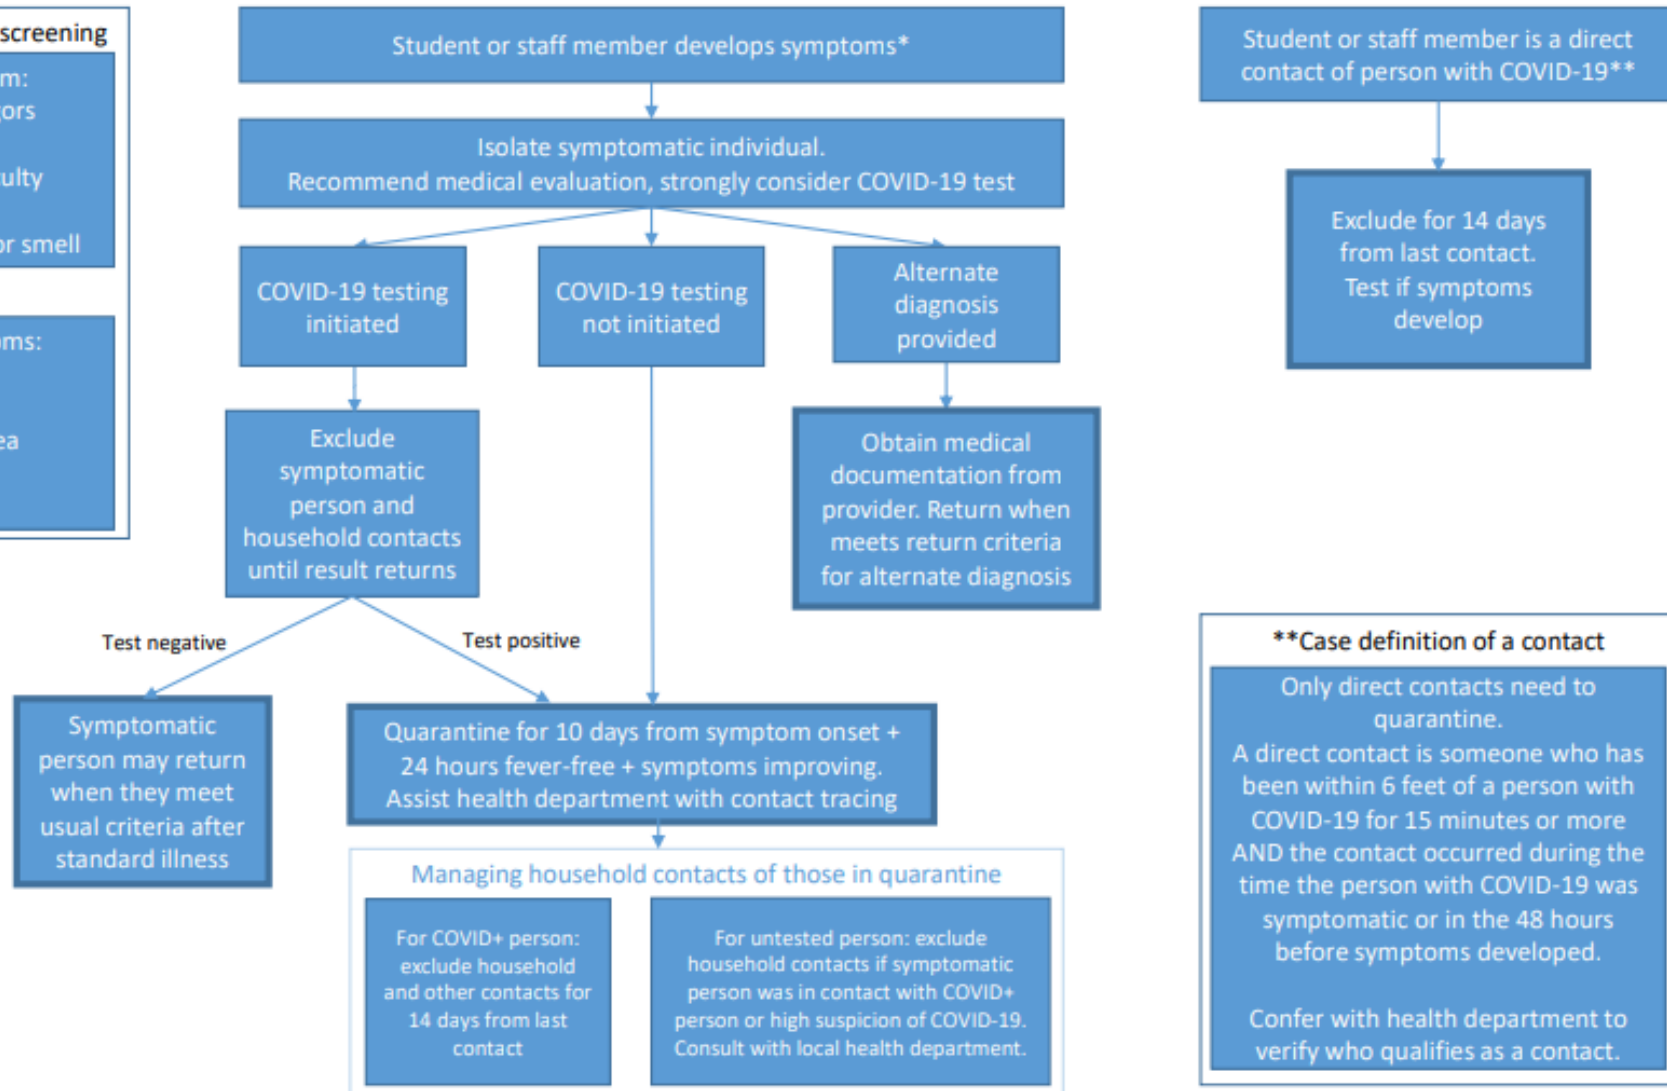 screening
m:
gors
culty
or smell
oms:
ea
Student or staff member develops symptoms*
Isolate symptomatic individual.
Recommend medical evaluation, strongly consider COVID-19 test
COVID-19 testing
initiated
COVID-19 testing
not initiated
Alternate
diagnosis
provided
Exclude
symptomatic
person and
household contacts
until result returns
Obtain medical
documentation from
provider. Return when
meets return criteria
for alternate diagnosis
Test negative
Test positive
Symptomatic
person may return
when they meet
usual criteria after
standard illness
Quarantine for 10 days from symptom onset +
24 hours fever-free + symptoms improving.
Assist health department with contact tracing
Managing household contacts of those in quarantine
For COVID+ person:
exclude household
and other contacts for
14 days from last
contact
For untested person: exclude
household contacts if symptomatic
person was in contact with COVID+
person or high suspicion of COVID-19.
Consult with local health department.
Student or staff member is a direct
contact of person with COVID-19**
Exclude for 14 days
from last contact.
Test if symptoms
develop
**Case definition of a contact
Only direct contacts need to
quarantine.
A direct contact is someone who has
been within 6 feet of a person with
COVID-19 for 15 minutes or more
AND the contact occurred during the
time the person with COVID-19 was
symptomatic or in the 48 hours
before symptoms developed.
Confer with health department to
verify who qualifies as a contact.